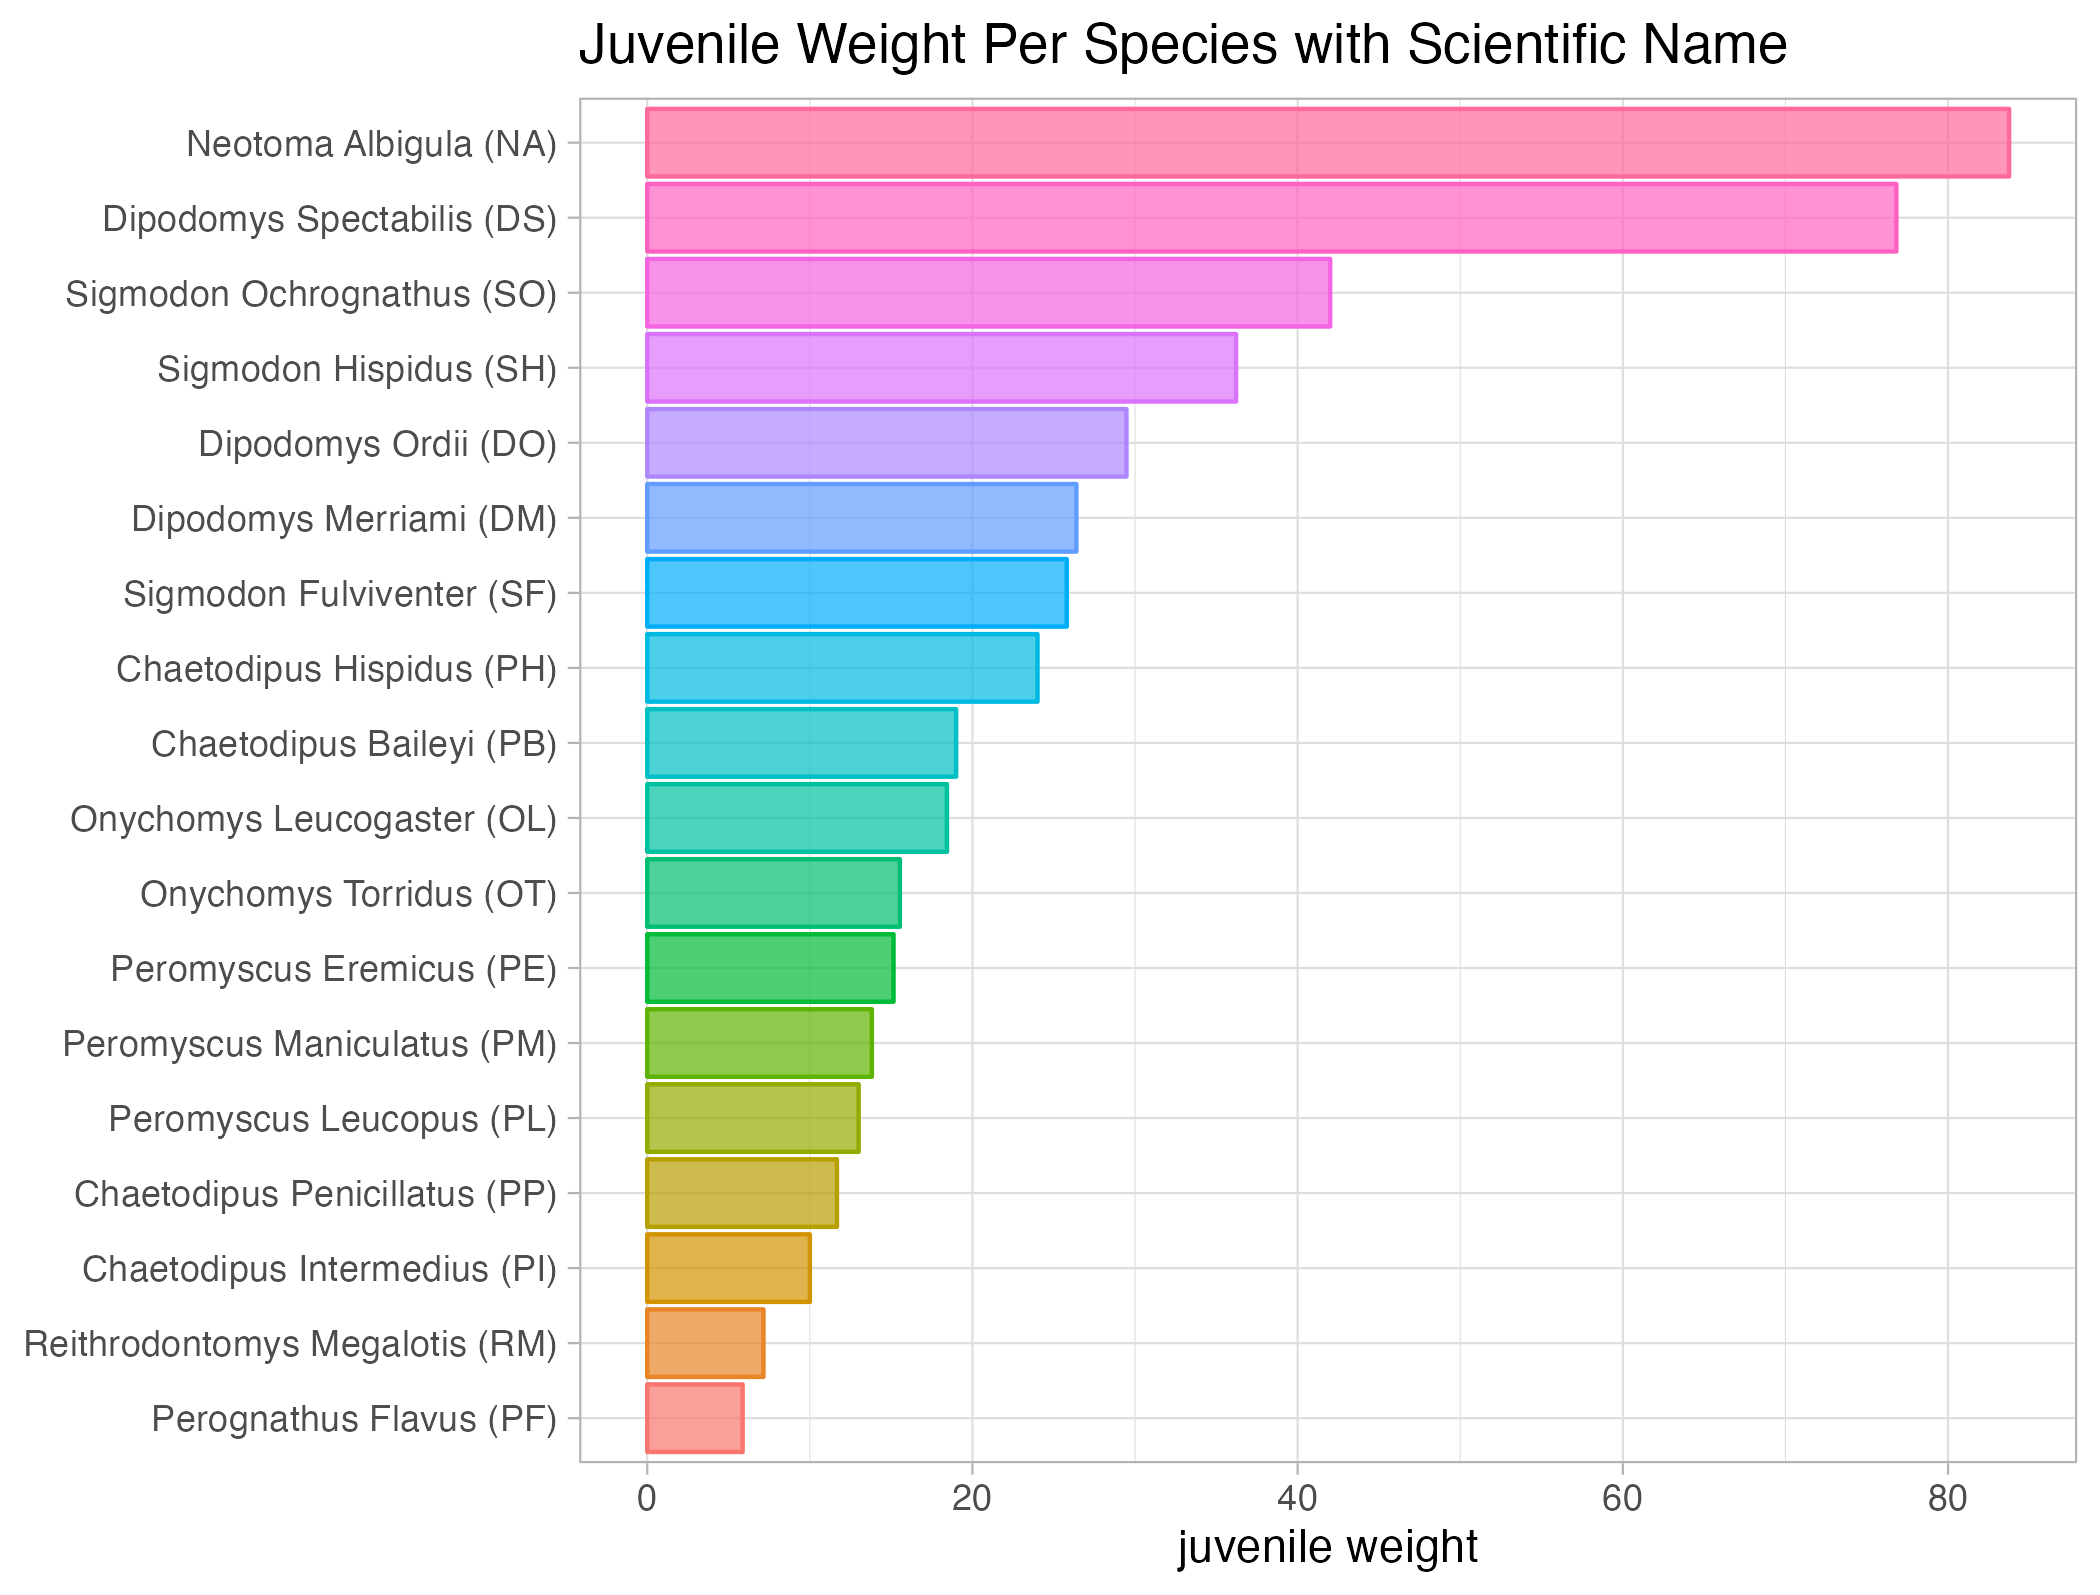 Juvenile Weight Per Species with Scientific Name
Neotoma Albigula (NA)
Dipodomys Spectabilis (DS)
Sigmodon Ochrognathus (SO)
Sigmodon Hispidus (SH)
Dipodomys Ordii (DO)
Dipodomys Merriami (DM)
Sigmodon Fulviventer (SF)
Chaetodipus Hispidus (PH)
Chaetodipus Baileyi (PB)
Onychomys Leucogaster (OL)
Onychomys Torridus (OT)
Peromyscus Eremicus (PE)
Peromyscus Maniculatus (PM)
Peromyscus Leucopus (PL)
Chaetodipus Penicillatus (PP)
Chaetodipus Intermedius (PI)
Reithrodontomys Megalotis (RM)
Perognathus Flavus (PF)
0 20 40 60 80
juvenile weight